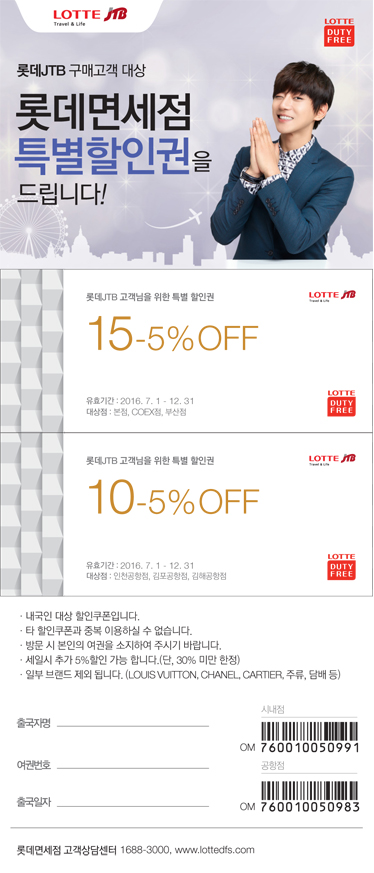 LOTTE JTB
Travel & Life
LOTTE
DUTY
FREE
롯데JTB 구매고객 대상
롯데면세점
특별할인권을
드립니다!
롯데JTB 고객님을 위한 특별 할인권
LOTTE JTB
Travel & Life
15-5%OFF
유효기간 : 2016. 7. 1 - 12. 31
대상점 : 본점, COEX점, 부산점
LOTTE
DUTY
FREE
롯데JTB 고객님을 위한 특별 할인권
LOTTE JTB
Travel & Life
10-5%OFF
유효기간 : 2016. 7. 1 - 12. 31
대상점 : 인천공항점, 김포공항점, 김해공항점
LOTTE
DUTY
FREE
· 내국인 대상 할인쿠폰입니다.
· 타 할인쿠폰과 중복 이용하실 수 없습니다.
· 방문 시 본인의 여권을 소지하여 주시기 바랍니다.
· 세일시 추가 5%할인 가능 합니다.(단, 30% 미만 한정)
· 일부 브랜드 제외 됩니다. (LOUIS VUITTON, CHANEL, CARTIER, 주류, 담배 등)
시내점
출국자명
OM 760010050991
여권번호
공항점
출국일자
OM 760010050983
롯데면세점 고객상담센터 1688-3000, www.lottedfs.com